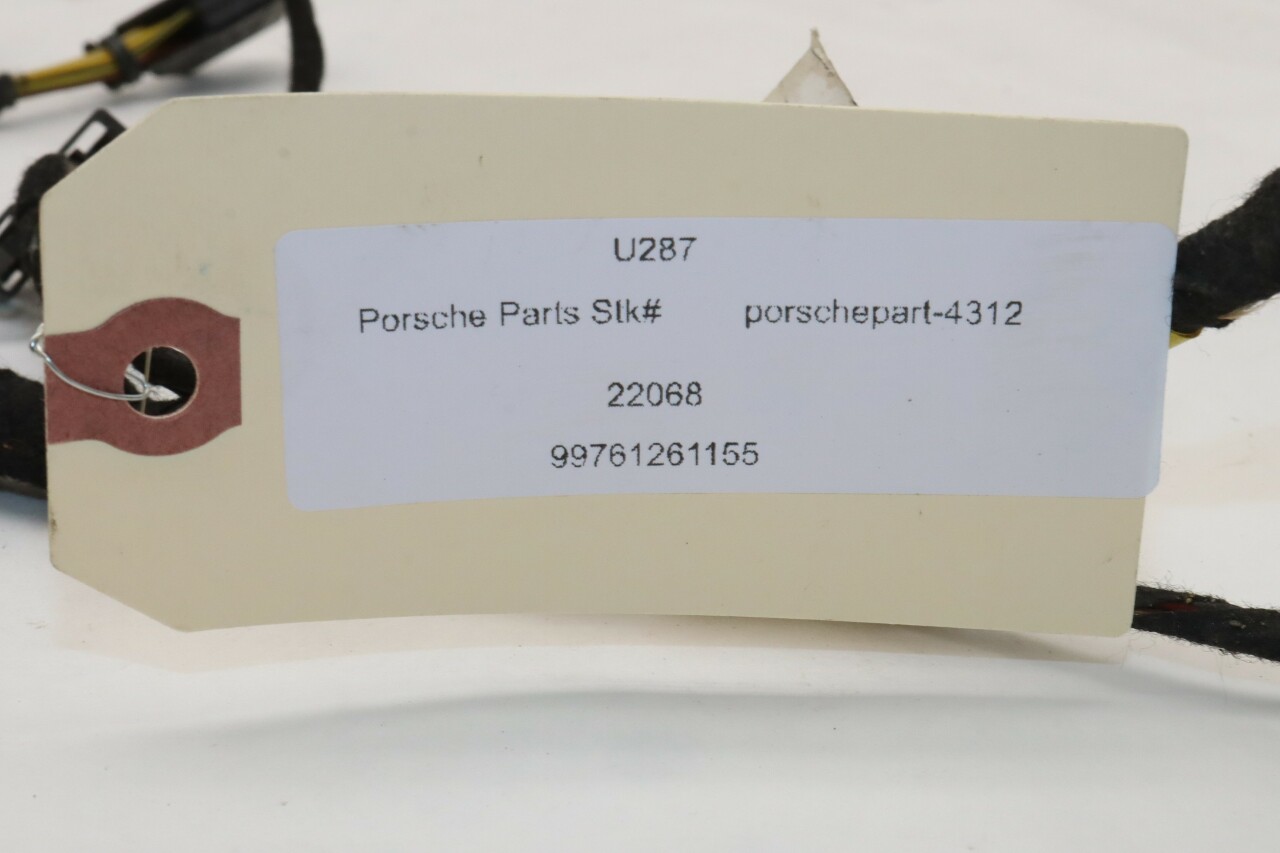 U287
Porsche Parts Stk# porschepart-4312
22068
99761261155